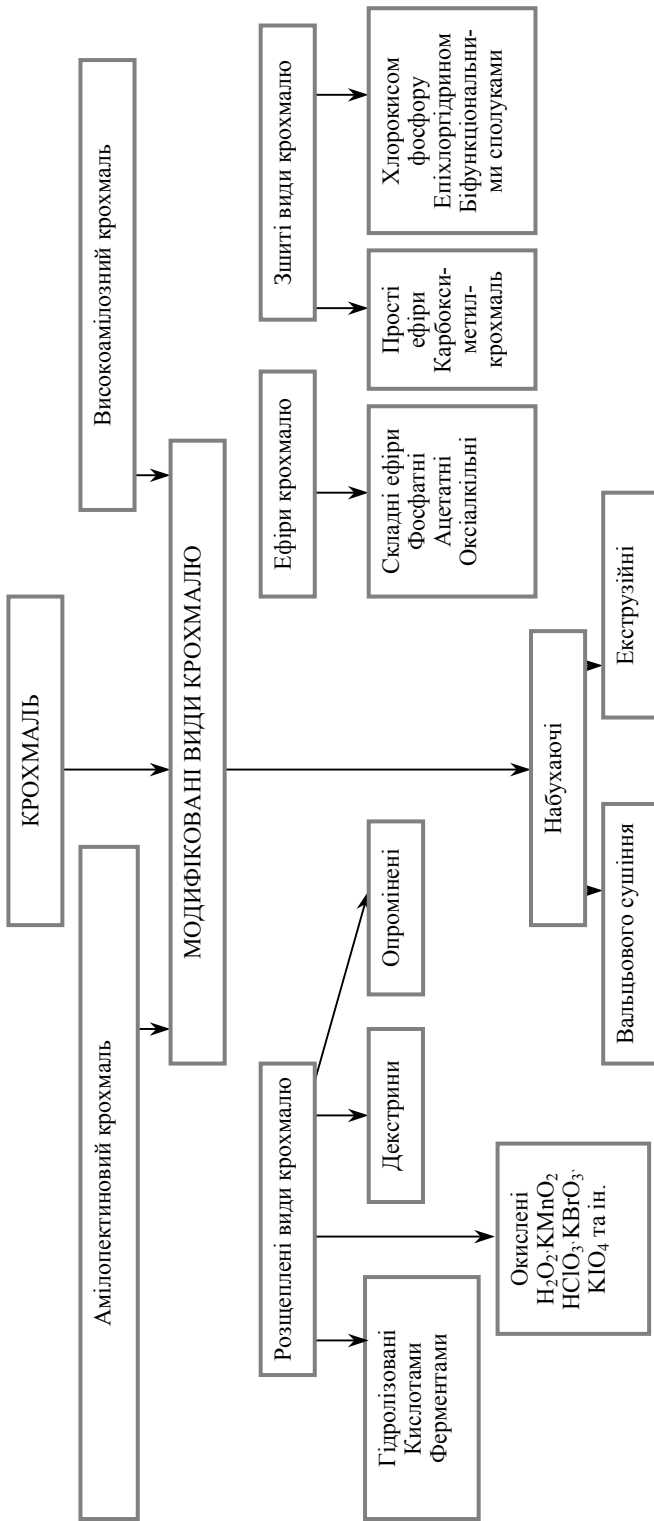 КРОХМАЛЬ
Амілопектиновий крохмаль
Високоамілозний крохмаль
МОДИФІКОВАНІ ВИДИ КРОХМАЛЮ
Розщеплені види крохмалю
Ефіри крохмалю
Зшиті види крохмалю
Гідролізовані
Кислотами
Ферментами
Декстрини
Опромінені
Складні ефіри
Фосфатні
Ацетатні
Оксіалкільні
Прості
ефіри
Карбокси-
метил-
крохмаль
Хлорокисом
фосфору
Епіхлоргідрином
Біфункціональни-
ми сполуками
Окислені
H₂O₂, KMnO₂
HClO₃, KBrO₃,
KIO₄ та ін.
Набухаючі
Вальцьового сушіння
Екструзійні